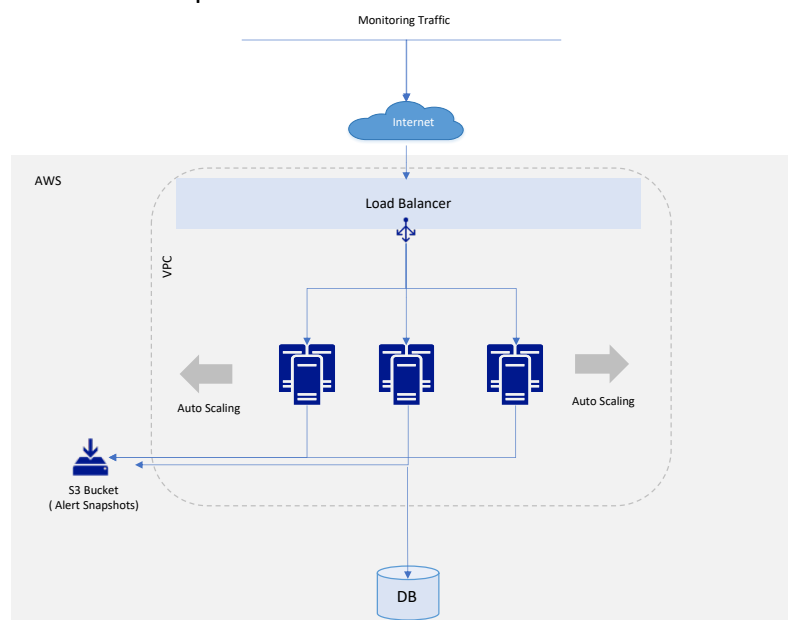 Monitoring Traffic
Internet
AWS
Load Balancer
VPC
Auto Scaling
Auto Scaling
S3 Bucket
( Alert Snapshots)
DB